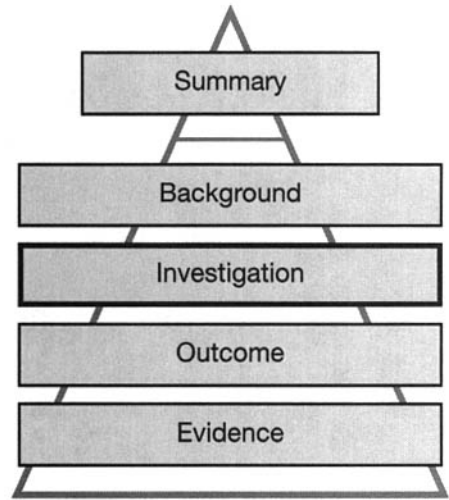 Summary
Background
Investigation
Outcome
Evidence